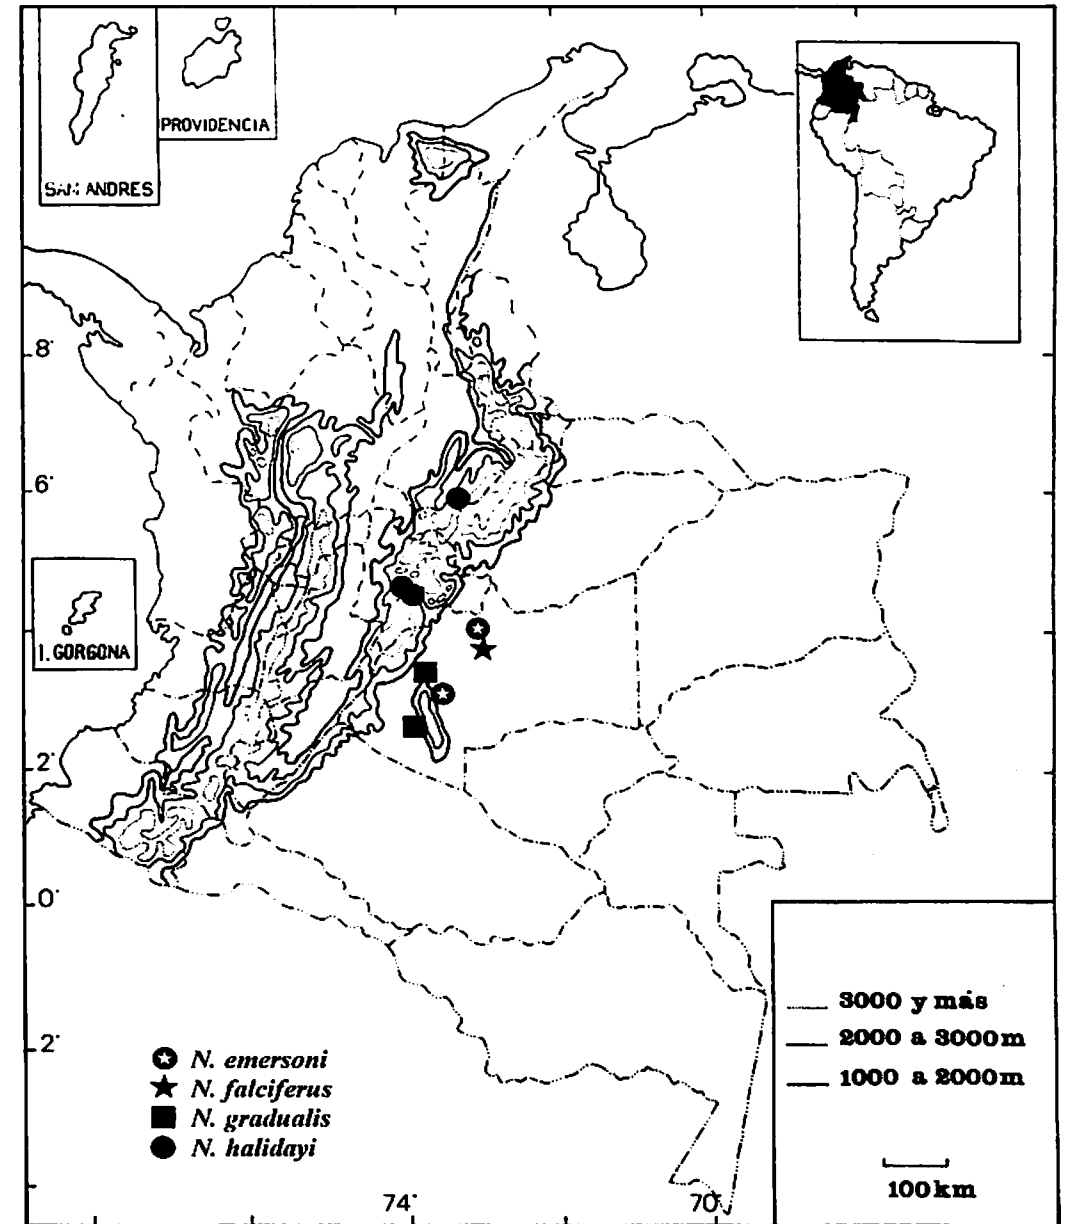 PROVIDENCIA
SAN ANDRES
8°
6°
I. GORGONA
2°
0°
2°
N. emersoni
N. falciferus
N. gradualis
N. halidayi
3000 y más
2000 a 3000m
1000 a 2000m
100km
74°
70°